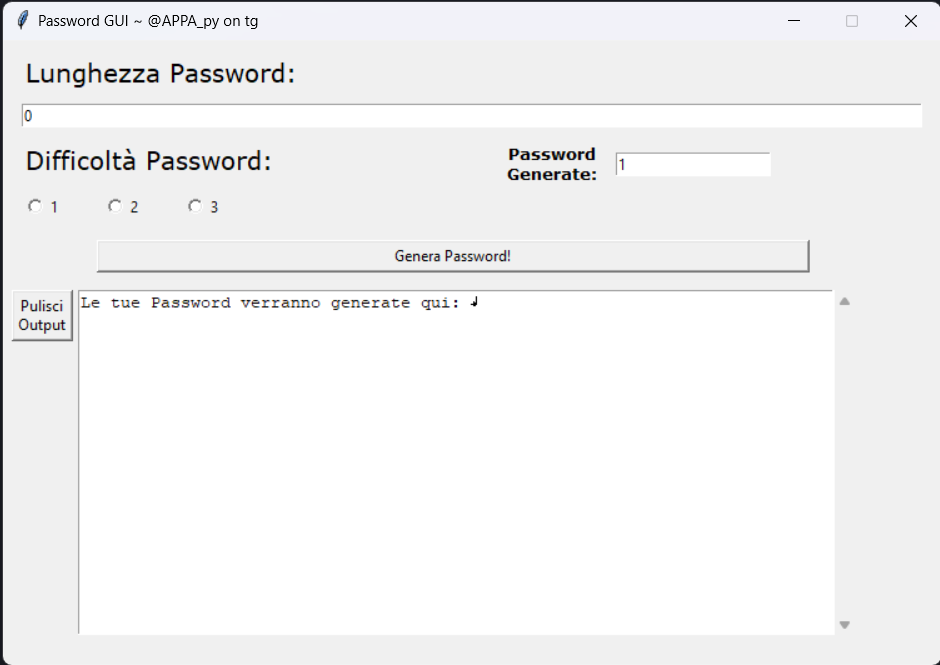 Password GUI ~ @APPA_py on tg
Lunghezza Password:
0
Difficoltà Password:
Password
Generate:
1
1
2
3
Genera Password!
Pulisci
Output
Le tue Password verranno generate qui: ↲